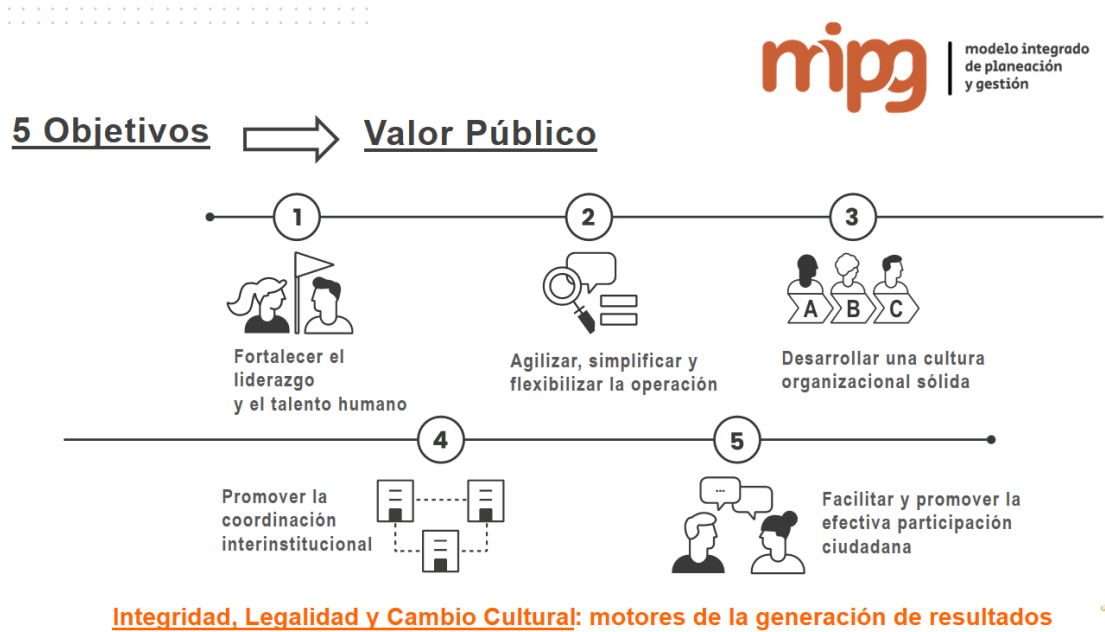 mipg
modelo integrado
de planeación
y gestión
5 Objetivos
Valor Público
1
2
3
A B C
Fortalecer el
liderazgo
y el talento humano
Agilizar, simplificar y
flexibilizar la operación
Desarrollar una cultura
organizacional sólida
4
5
Promover la
coordinación
interinstitucional
...
Facilitar y promover la
efectiva participación
ciudadana
Integridad, Legalidad y Cambio Cultural: motores de la generación de resultados